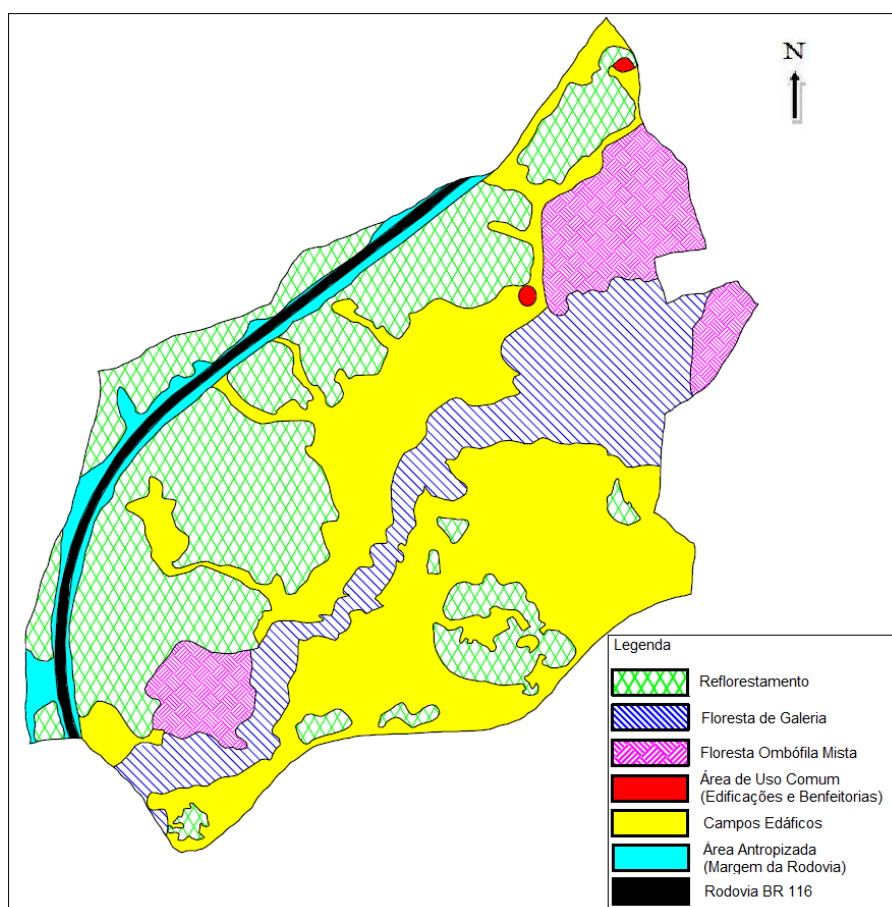 N
Legenda
Reflorestamento
Floresta de Galeria
Floresta Ombófila Mista
Área de Uso Comum
(Edificações e Benfeitorias)
Campos Edáficos
Área Antropizada
(Margem da Rodovia)
Rodovia BR 116